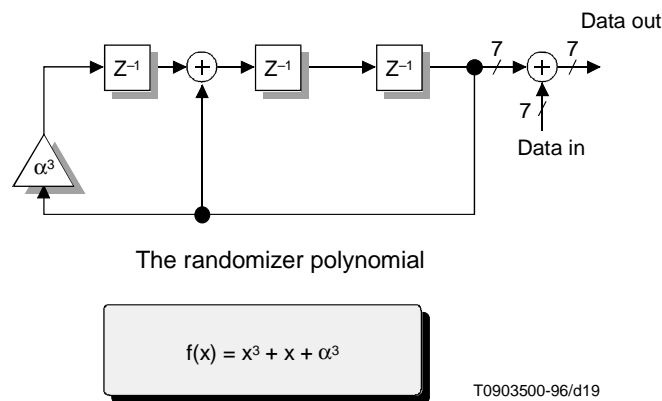 Data out
7
7
Z⁻¹
+
Z⁻¹
Z⁻¹
+
7
Data in
α³
The randomizer polynomial
f(x) = x³ + x + α³
T0903500-96/d19